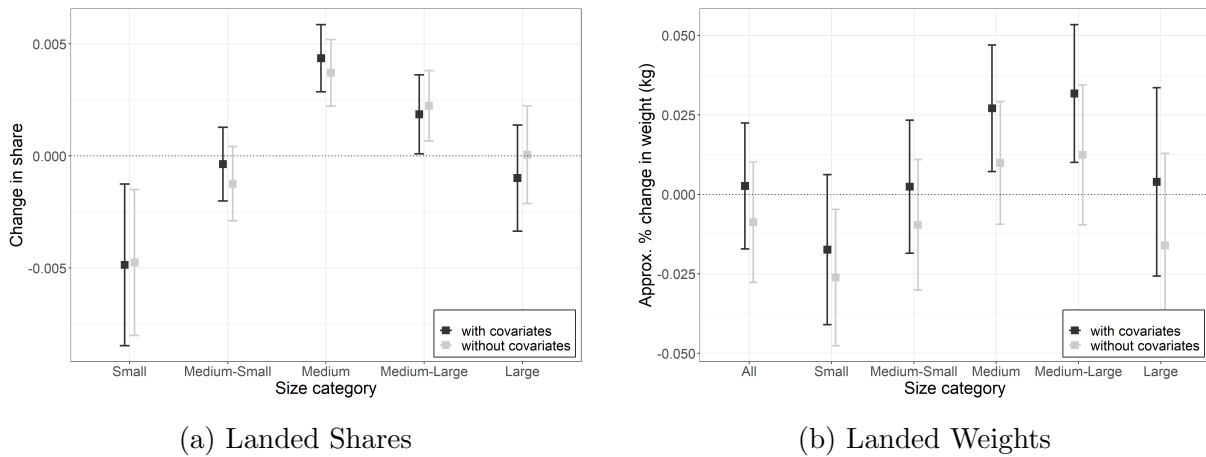 0.005
0.000
-0.005
Change in share
with covariates
without covariates
Small Medium-Small Medium Medium-Large Large
Size category
(a) Landed Shares
0.050
0.025
0.000
-0.025
-0.050
Approx. % change in weight (kg)
with covariates
without covariates
All Small Medium-Small Medium Medium-Large Large
Size category
(b) Landed Weights